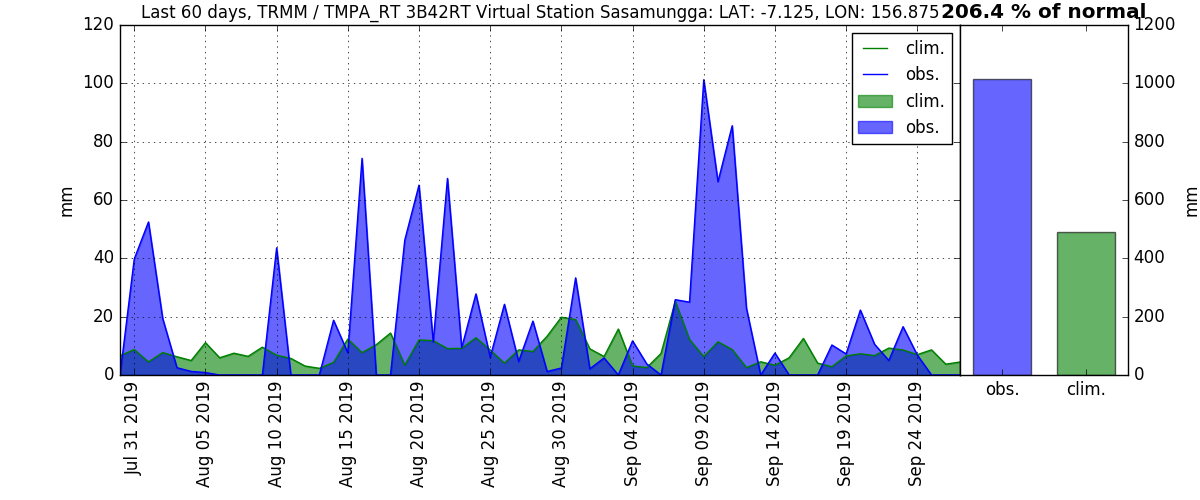 Last 60 days, TRMM / TMPA_RT 3B42RT Virtual Station Sasamungga: LAT: -7.125, LON: 156.875
206.4 % of normal
120
100
80
60
40
20
0
mm
clim.
obs.
clim.
obs.
Jul 31 2019
Aug 05 2019
Aug 10 2019
Aug 15 2019
Aug 20 2019
Aug 25 2019
Aug 30 2019
Sep 04 2019
Sep 09 2019
Sep 14 2019
Sep 19 2019
Sep 24 2019
1200
1000
800
600
400
200
0
mm
obs.
clim.